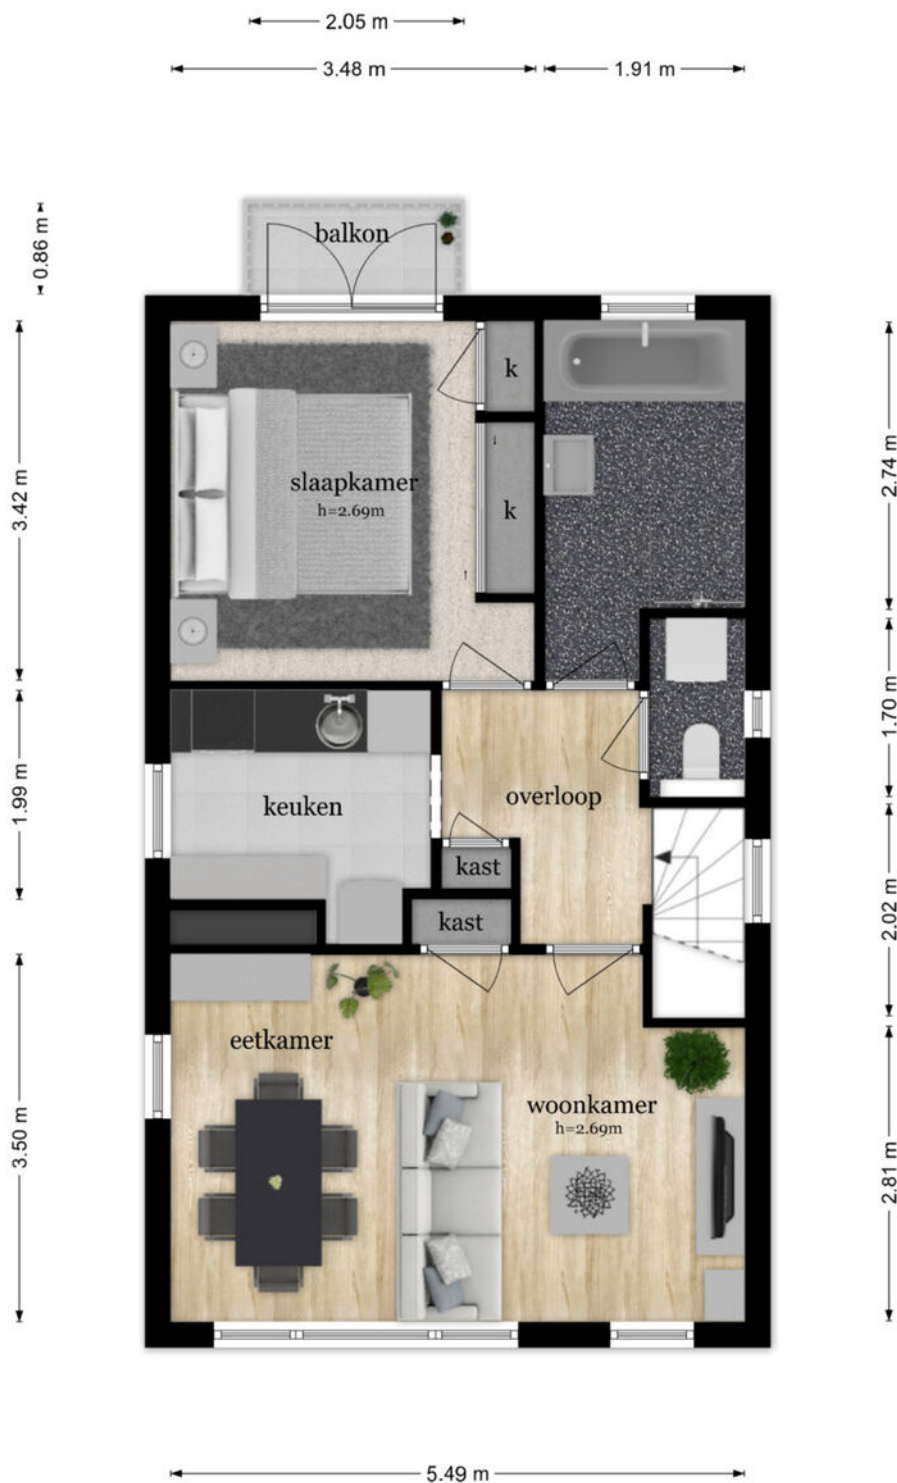 2.05 m
3.48 m
1.91 m
0.86 m
balkon
3.42 m
k
2.74 m
slaapkamer
h=2.69m
k
1.70 m
1.99 m
overloop
keuken
kast
2.02 m
kast
eetkamer
3.50 m
woonkamer
h=2.69m
2.81 m
5.49 m